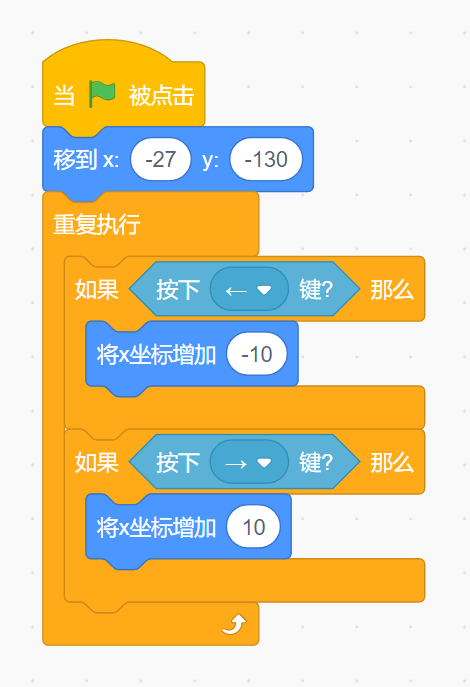 当 被点击
移到 x: -27 y: -130
重复执行
如果 按下 ← 键? 那么
将x坐标增加 -10
如果 按下 → 键? 那么
将x坐标增加 10